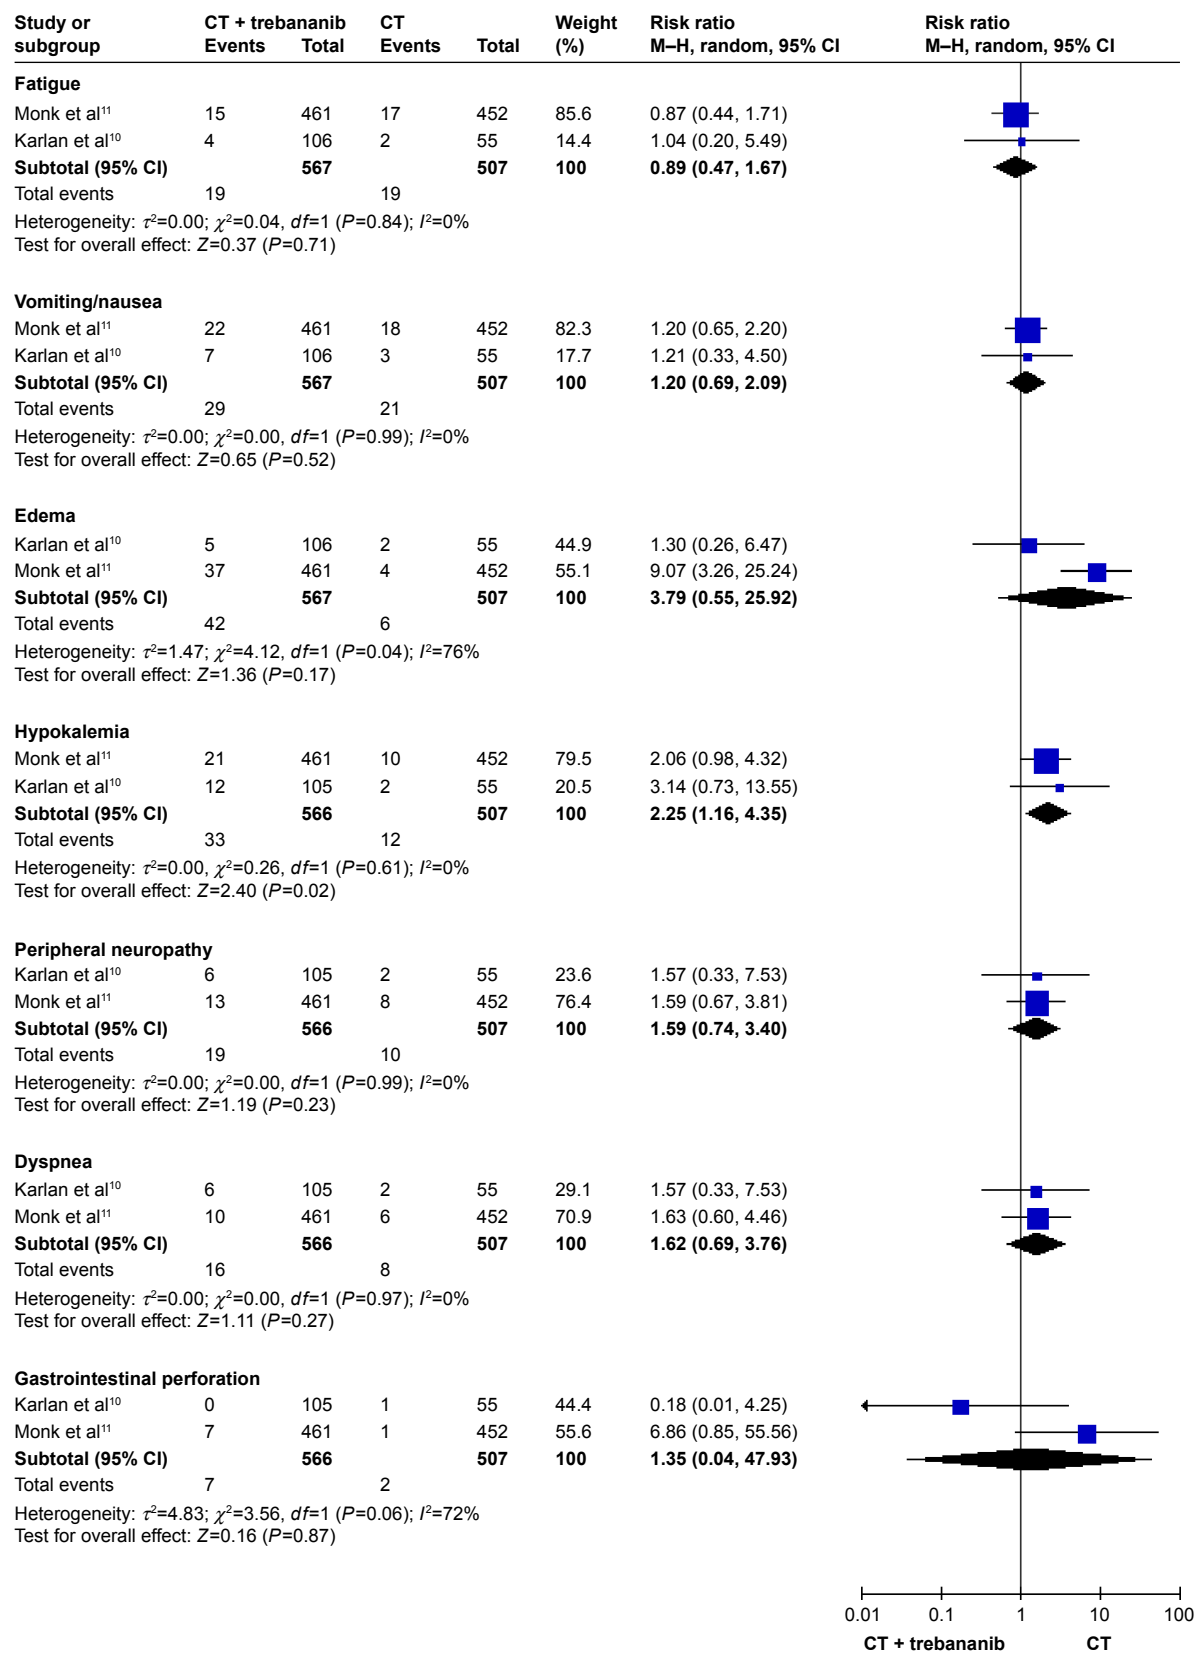 Study or CT + trebananib CT Weight Risk ratio Risk ratio
subgroup Events Total Events Total (%) M–H, random, 95% CI M–H, random, 95% CI
Fatigue
Monk et al¹¹ 15 461 17 452 85.6 0.87 (0.44, 1.71)
Karlan et al¹⁰ 4 106 2 55 14.4 1.04 (0.20, 5.49)
Subtotal (95% CI) 567 507 100 0.89 (0.47, 1.67)
Total events 19 19
Heterogeneity: τ²=0.00; χ²=0.04, df=1 (P=0.84); I²=0%
Test for overall effect: Z=0.37 (P=0.71)
Vomiting/nausea
Monk et al¹¹ 22 461 18 452 82.3 1.20 (0.65, 2.20)
Karlan et al¹⁰ 7 106 3 55 17.7 1.21 (0.33, 4.50)
Subtotal (95% CI) 567 507 100 1.20 (0.69, 2.09)
Total events 29 21
Heterogeneity: τ²=0.00; χ²=0.00, df=1 (P=0.99); I²=0%
Test for overall effect: Z=0.65 (P=0.52)
Edema
Karlan et al¹⁰ 5 106 2 55 44.9 1.30 (0.26, 6.47)
Monk et al¹¹ 37 461 4 452 55.1 9.07 (3.26, 25.24)
Subtotal (95% CI) 567 507 100 3.79 (0.55, 25.92)
Total events 42 6
Heterogeneity: τ²=1.47; χ²=4.12, df=1 (P=0.04); I²=76%
Test for overall effect: Z=1.36 (P=0.17)
Hypokalemia
Monk et al¹¹ 21 461 10 452 79.5 2.06 (0.98, 4.32)
Karlan et al¹⁰ 12 105 2 55 20.5 3.14 (0.73, 13.55)
Subtotal (95% CI) 566 507 100 2.25 (1.16, 4.35)
Total events 33 12
Heterogeneity: τ²=0.00, χ²=0.26, df=1 (P=0.61); I²=0%
Test for overall effect: Z=2.40 (P=0.02)
Peripheral neuropathy
Karlan et al¹⁰ 6 105 2 55 23.6 1.57 (0.33, 7.53)
Monk et al¹¹ 13 461 8 452 76.4 1.59 (0.67, 3.81)
Subtotal (95% CI) 566 507 100 1.59 (0.74, 3.40)
Total events 19 10
Heterogeneity: τ²=0.00; χ²=0.00, df=1 (P=0.99); I²=0%
Test for overall effect: Z=1.19 (P=0.23)
Dyspnea
Karlan et al¹⁰ 6 105 2 55 29.1 1.57 (0.33, 7.53)
Monk et al¹¹ 10 461 6 452 70.9 1.63 (0.60, 4.46)
Subtotal (95% CI) 566 507 100 1.62 (0.69, 3.76)
Total events 16 8
Heterogeneity: τ²=0.00; χ²=0.00, df=1 (P=0.97); I²=0%
Test for overall effect: Z=1.11 (P=0.27)
Gastrointestinal perforation
Karlan et al¹⁰ 0 105 1 55 44.4 0.18 (0.01, 4.25)
Monk et al¹¹ 7 461 1 452 55.6 6.86 (0.85, 55.56)
Subtotal (95% CI) 566 507 100 1.35 (0.04, 47.93)
Total events 7 2
Heterogeneity: τ²=4.83; χ²=3.56, df=1 (P=0.06); I²=72%
Test for overall effect: Z=0.16 (P=0.87)
0.01 0.1 1 10 100
CT + trebananib CT